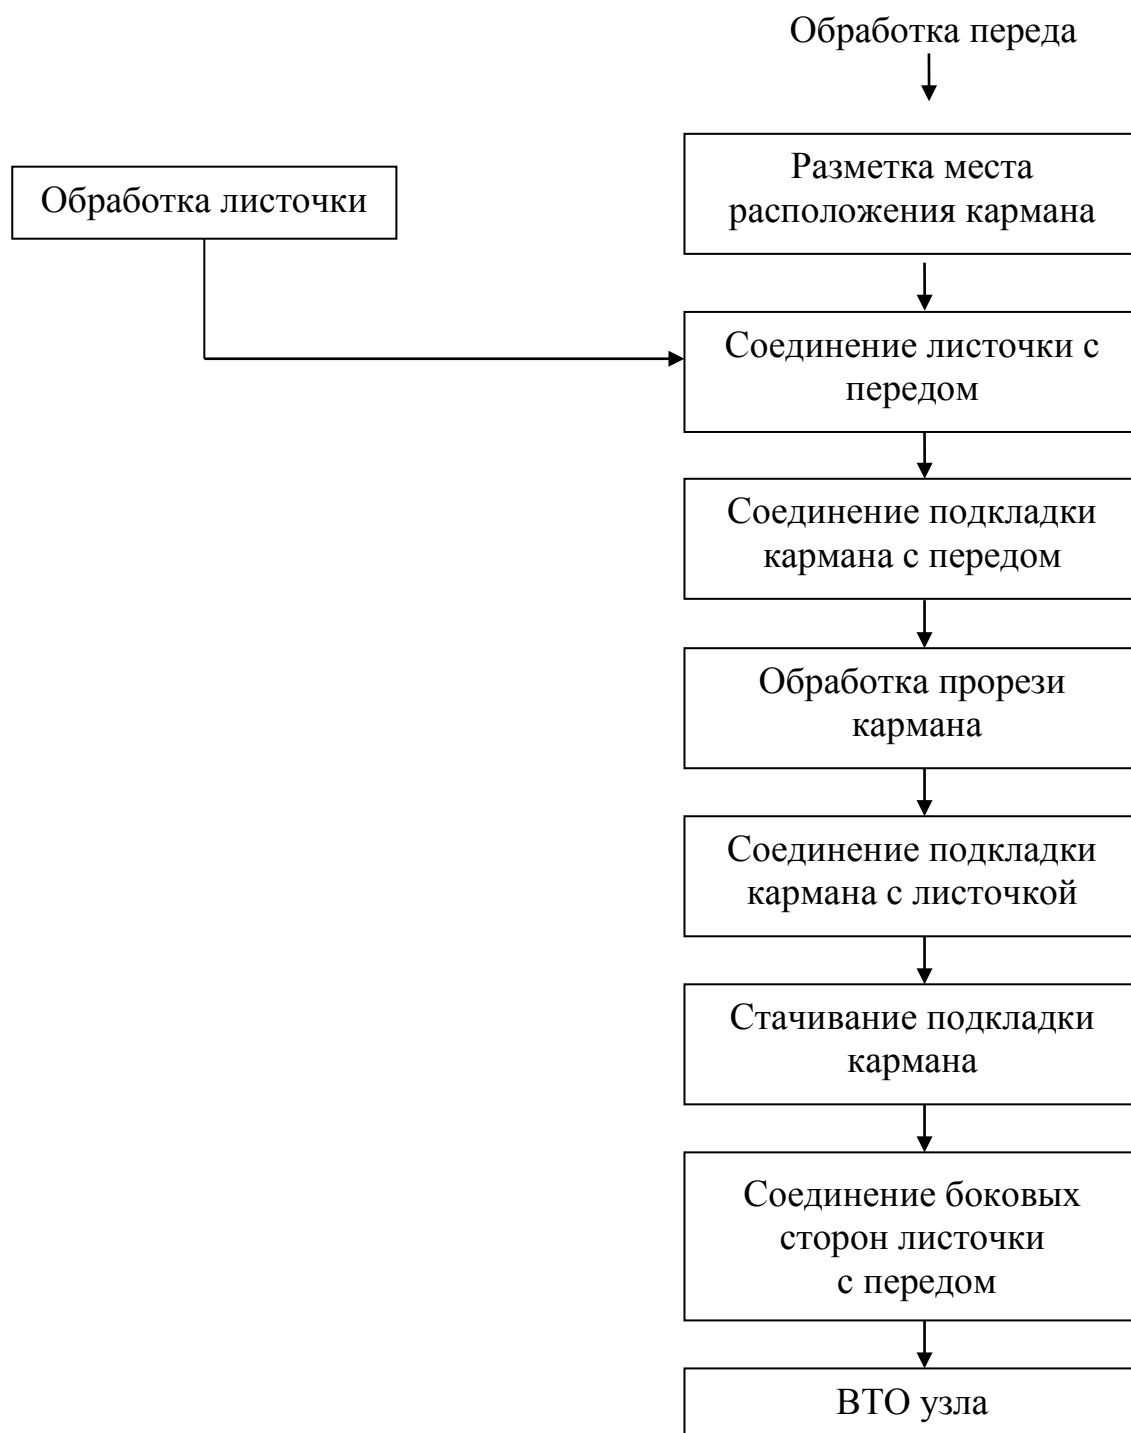 Обработка переда
Разметка места
расположения кармана
Обработка листочки
Соединение листочки с
передом
Соединение подкладки
кармана с передом
Обработка прорези
кармана
Соединение подкладки
кармана с листочкой
Стачивание подкладки
кармана
Соединение боковых
сторон листочки
с передом
ВТО узла